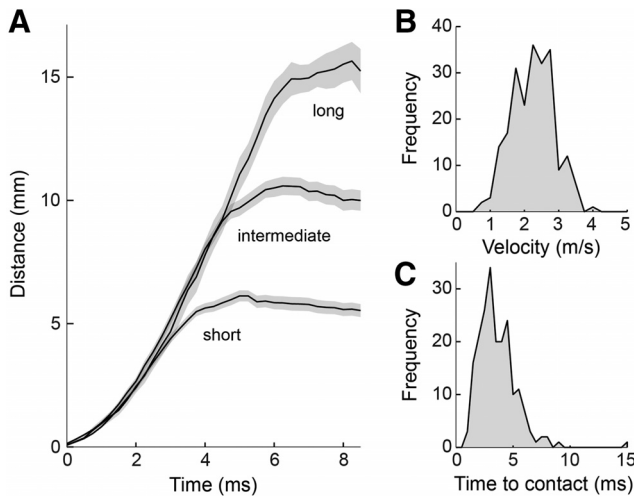 A
15
10
5
0
Distance (mm)
long
intermediate
short
0 2 4 6 8
Time (ms)
B
40
30
20
10
0
Frequency
0 1 2 3 4 5
Velocity (m/s)
C
30
20
10
0
Frequency
0 5 10 15
Time to contact (ms)